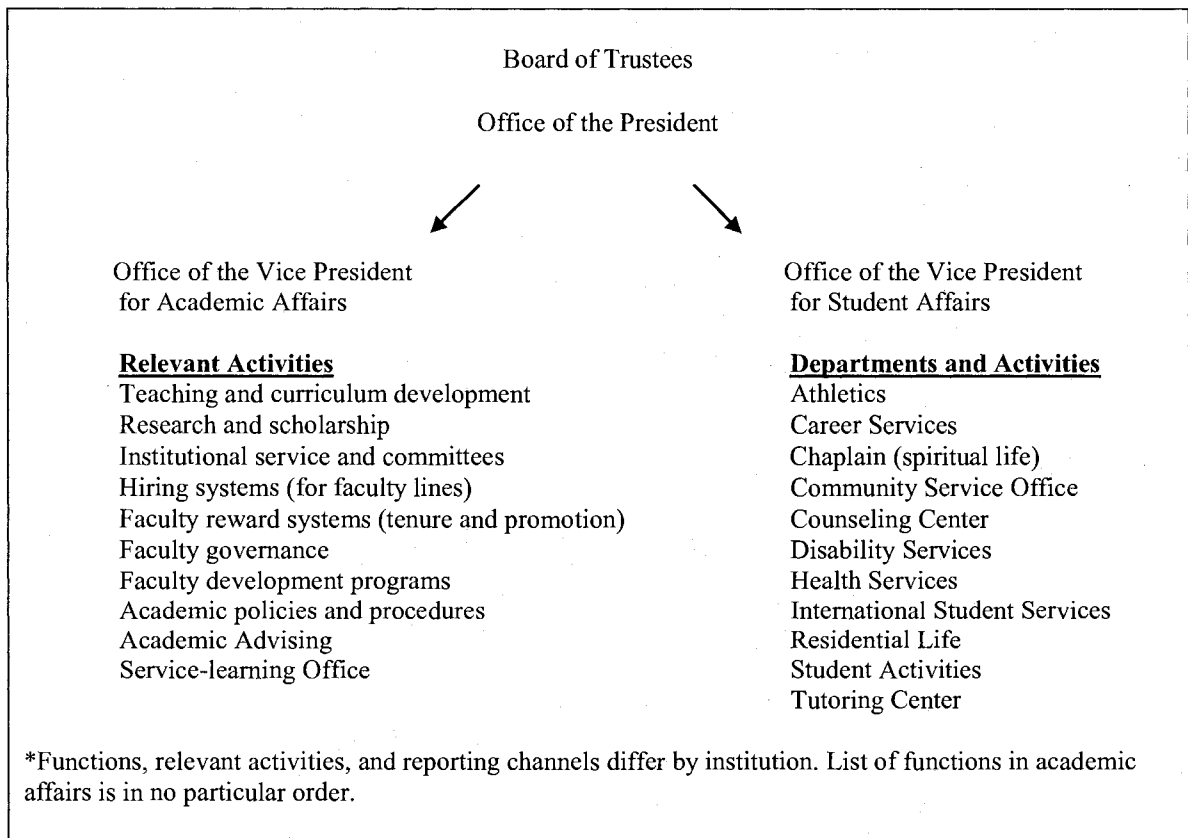 Board of Trustees
Office of the President
Office of the Vice President
for Academic Affairs
Relevant Activities
Teaching and curriculum development
Research and scholarship
Institutional service and committees
Hiring systems (for faculty lines)
Faculty reward systems (tenure and promotion)
Faculty governance
Faculty development programs
Academic policies and procedures
Academic Advising
Service-learning Office
Office of the Vice President
for Student Affairs
Departments and Activities
Athletics
Career Services
Chaplain (spiritual life)
Community Service Office
Counseling Center
Disability Services
Health Services
International Student Services
Residential Life
Student Activities
Tutoring Center
*Functions, relevant activities, and reporting channels differ by institution. List of functions in academic
affairs is in no particular order.